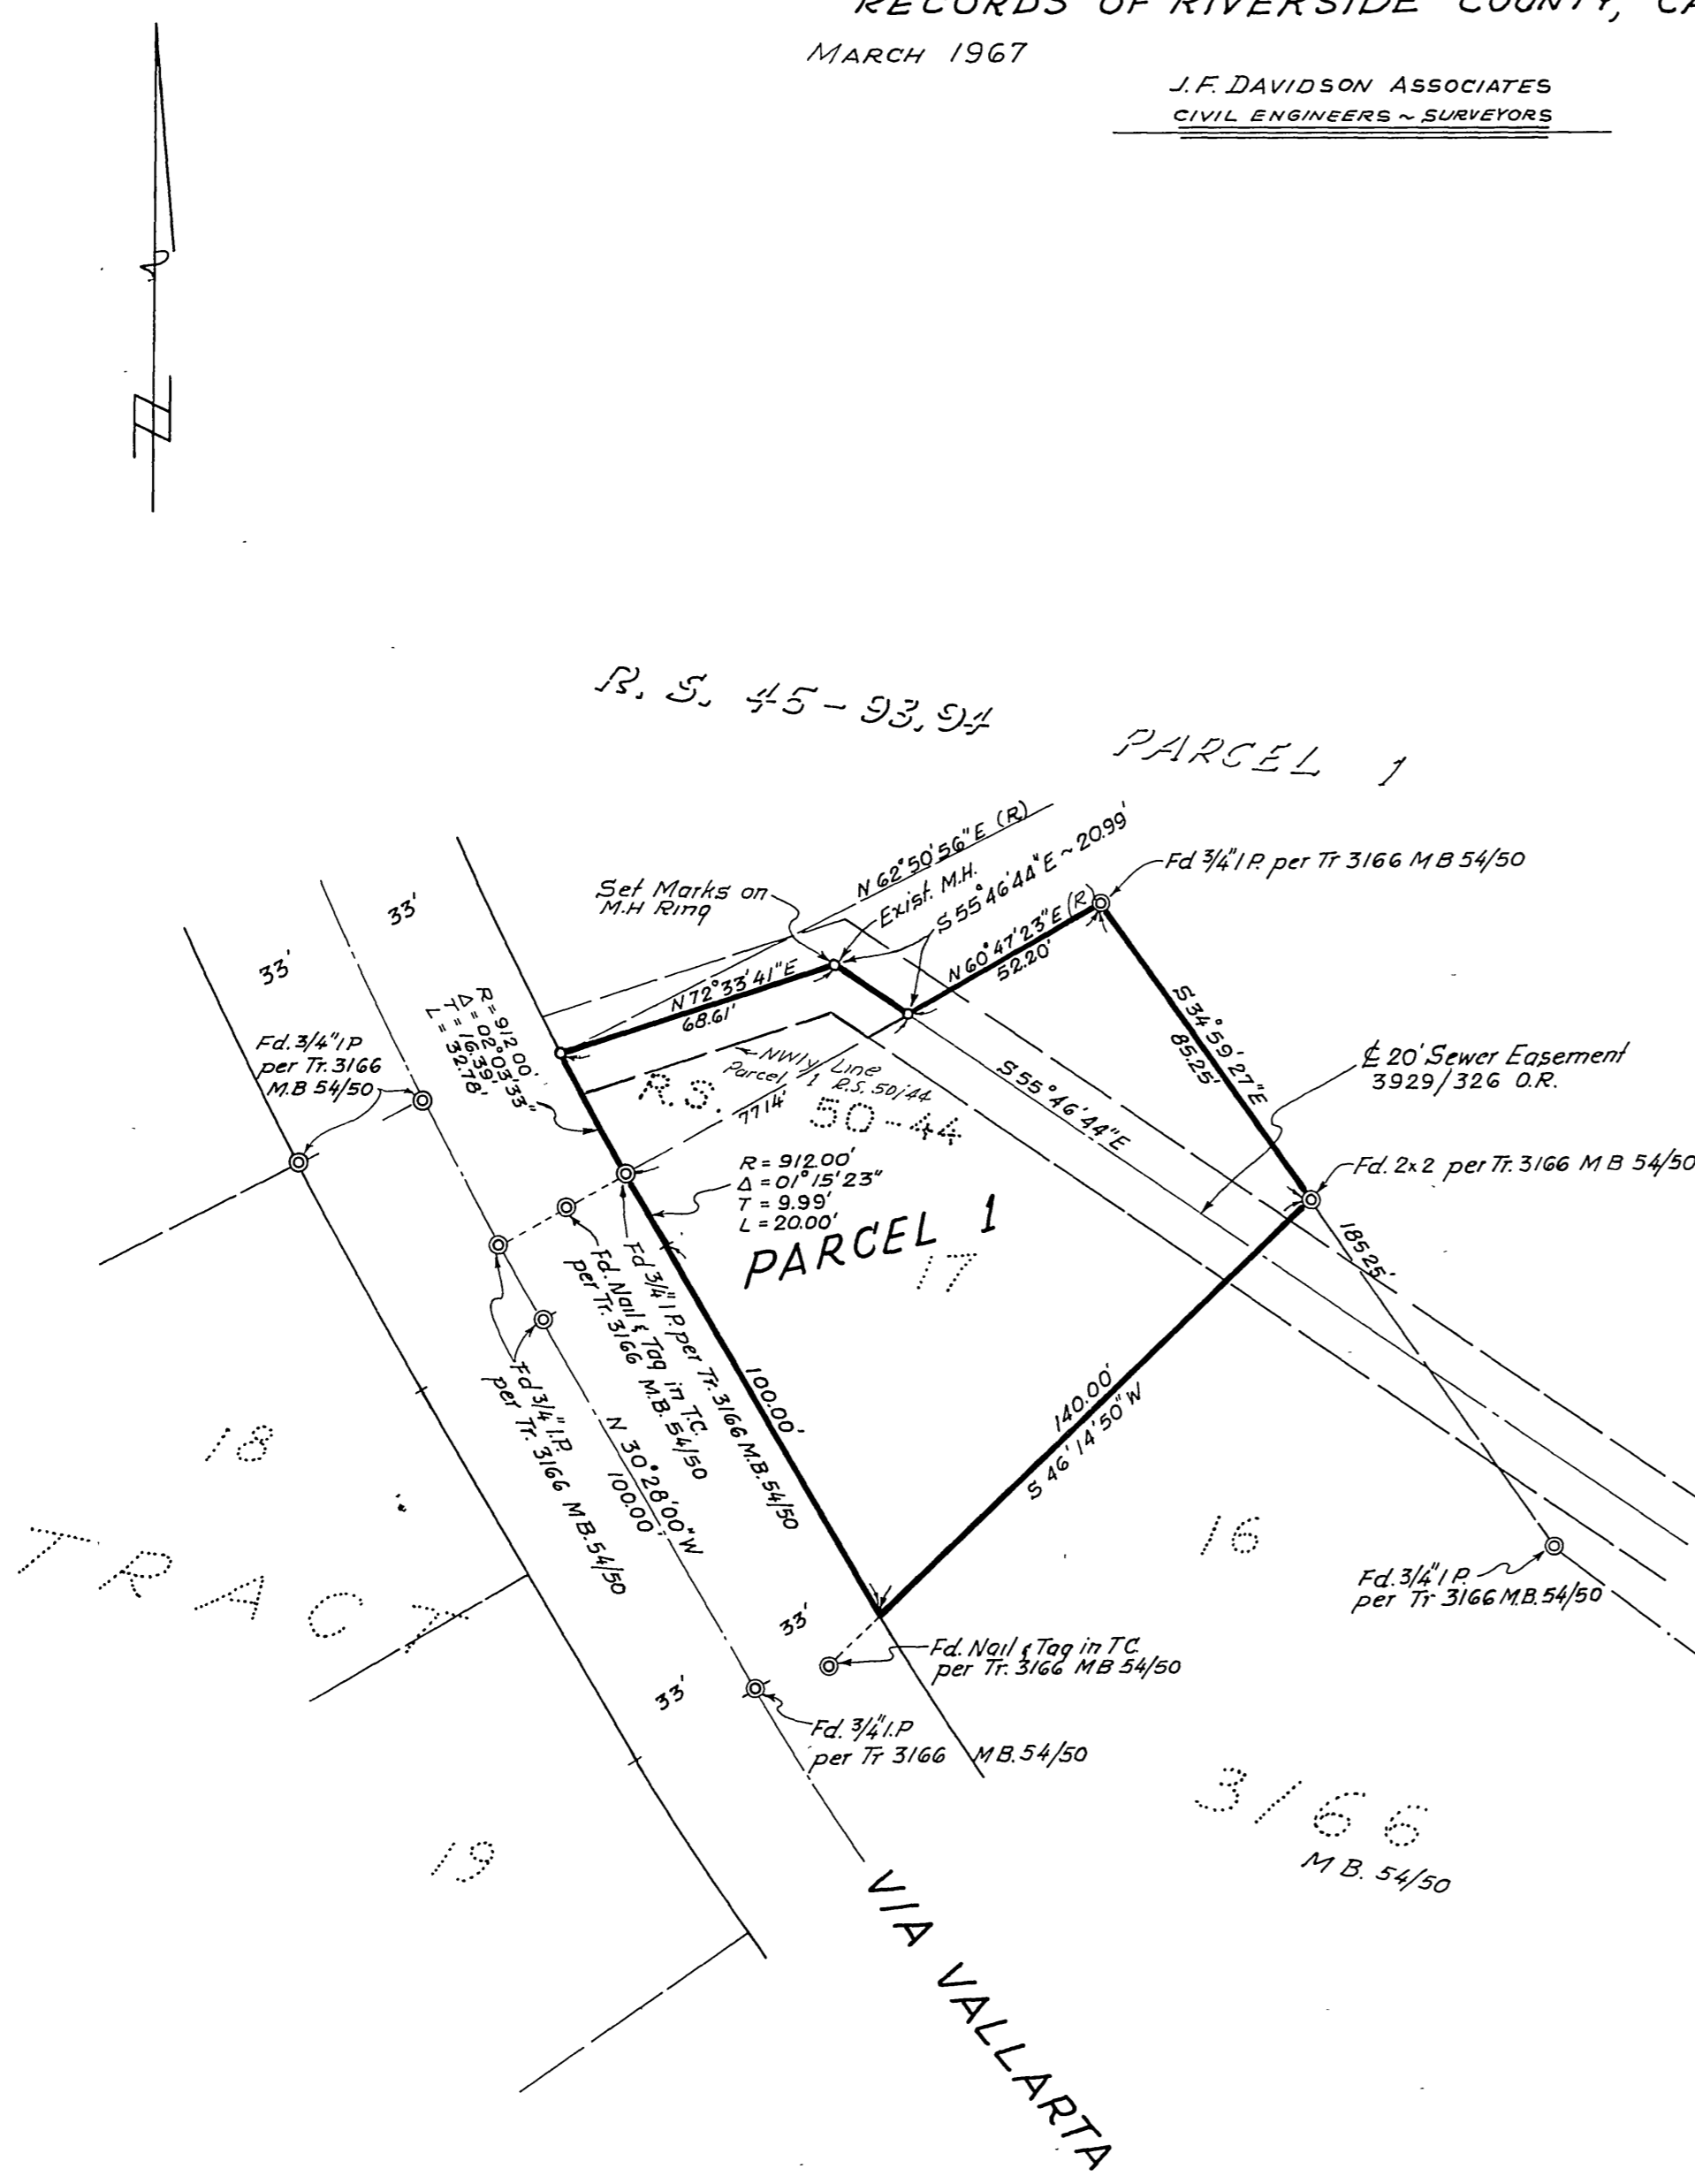 RECORDS OF RIVERSIDE COUNTY,
MARCH 1967
J.F. DAVIDSON ASSOCIATES
CIVIL ENGINEERS ~ SURVEYORS
R. S. 45-93,94
PARCEL 1
N 62°50'56"E (R)
Exist. M.H.
S 55°46'44"E ~ 20.99'
Set Marks on
M.H Ring
Fd 3/4" I.P. per Tr 3166 M B 54/50
33'
33'
N 60°47'23"E (R)
52.20'
N 72°33'41"E
68.61'
R = 912.00'
Δ = 02°03'33"
T = 16.39'
L = 32.78'
Fd. 3/4" IP
per Tr. 3166
M.B 54/50
S 34°59'27"E
85.25'
℄ 20' Sewer Easement
3929/326 O.R.
NWly Line
Parcel 1 R.S. 50/44
77.14'
R.S. 50-44
S 55°46'44"E
R = 912.00'
Δ = 01°15'23"
T = 9.99'
L = 20.00'
Fd. 2x2 per Tr. 3166 M B 54/50
185.25'
PARCEL 1
17
Fd 3/4" I.P. per Tr. 3166 M.B. 54/50
Fd. Nail & Tag in T.C.
per Tr. 3166 M.B. 54/50
Fd 3/4" I.P.
per Tr. 3166 M.B. 54/50
N 30°28'00"W
100.00'
100.00'
140.00'
S 46°14'50"W
18
16
TRACT
Fd. 3/4" I P.
per Tr 3166 M.B. 54/50
33'
33'
Fd. Nail & Tag in T.C.
per Tr. 3166 M B 54/50
Fd. 3/4" I.P
per Tr 3166 M B. 54/50
3166
M B. 54/50
19
VIA VALLARTA